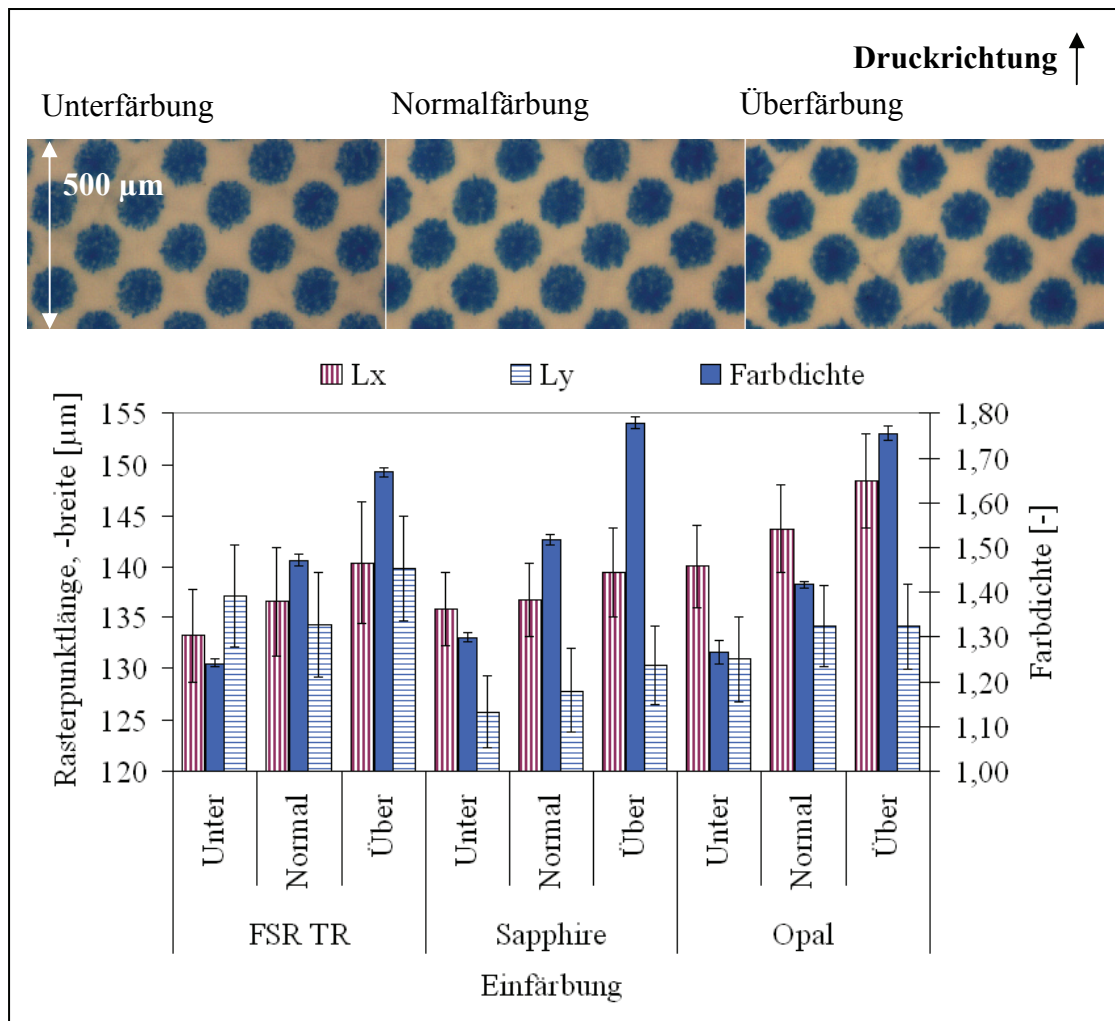 Druckrichtung
Unterfärbung Normalfärbung Überfärbung
500 µm
Lx Ly Farbdichte
Rasterpunktlänge, -breite [µm]
155
150
145
140
135
130
125
120
1,80
1,70
1,60
1,50
1,40
1,30
1,20
1,10
1,00
Farbdichte [-]
Unter Normal Über Unter Normal Über Unter Normal Über
FSR TR Sapphire Opal
Einfärbung